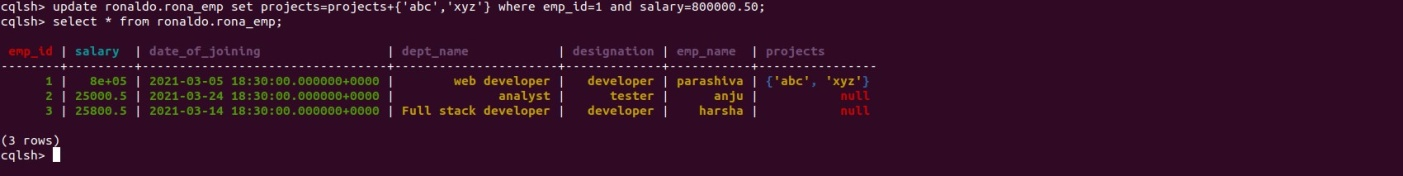 cqlsh> update ronaldo.rona_emp set projects=projects+{'abc','xyz'} where emp_id=1 and salary=800000.50;
cqlsh> select * from ronaldo.rona_emp;
emp_id | salary | date_of_joining | dept_name | designation | emp_name | projects
--------+---------+---------------------------------+----------------------+-------------+-----------+----------------
1 | 8e+05 | 2021-03-05 18:30:00.000000+0000 | web developer | developer | parashiva | {'abc', 'xyz'}
2 | 25000.5 | 2021-03-24 18:30:00.000000+0000 | analyst | tester | anju | null
3 | 25800.5 | 2021-03-14 18:30:00.000000+0000 | Full stack developer | developer | harsha | null
(3 rows)
cqlsh>